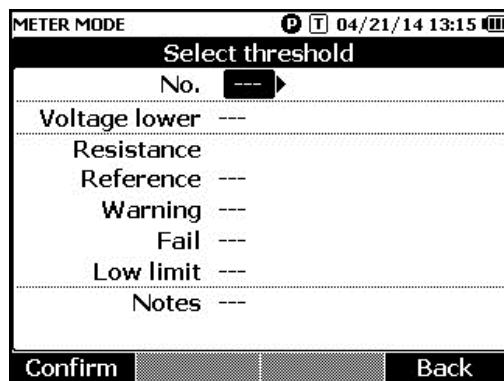 METER MODE P T 04/21/14 13:15
Select threshold
No. ---
Voltage lower ---
Resistance
Reference ---
Warning ---
Fail ---
Low limit ---
Notes ---
Confirm Back